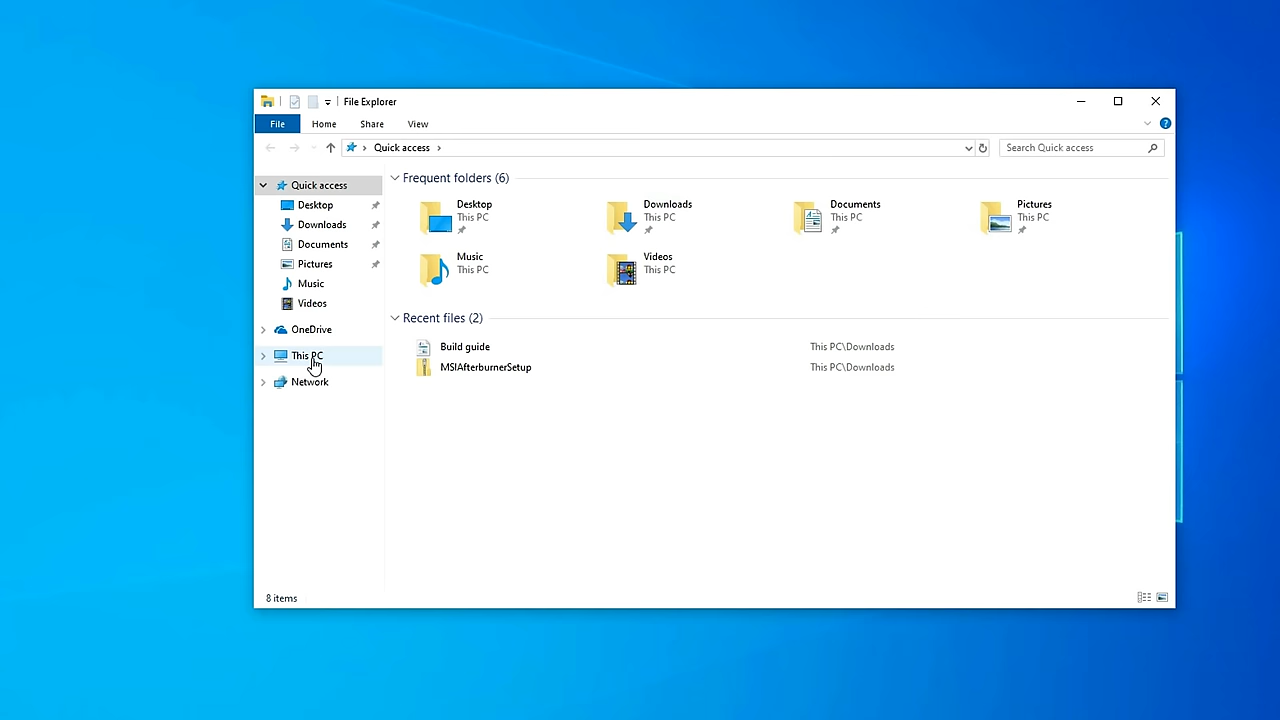 File Explorer
File Home Share View
Quick access
Search Quick access
Quick access
Desktop
Downloads
Documents
Pictures
Music
Videos
OneDrive
This PC
Network
Frequent folders (6)
Desktop
This PC
Downloads
This PC
Documents
This PC
Pictures
This PC
Music
This PC
Videos
This PC
Recent files (2)
Build guide This PC\Downloads
MSIAfterburnerSetup This PC\Downloads
8 items